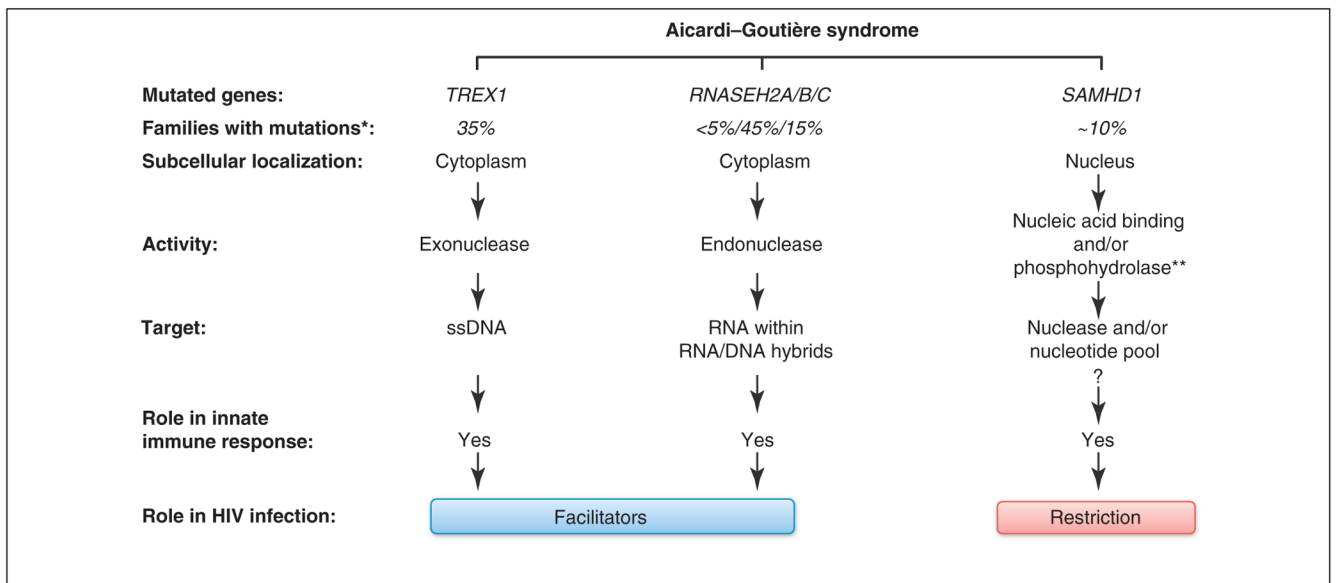 Aicardi–Goutière syndrome
Mutated genes: TREX1 RNASEH2A/B/C SAMHD1
Families with mutations*: 35% <5%/45%/15% ~10%
Subcellular localization: Cytoplasm Cytoplasm Nucleus
Activity: Exonuclease Endonuclease Nucleic acid binding
and/or
phosphohydrolase**
Target: ssDNA RNA within Nuclease and/or
RNA/DNA hybrids nucleotide pool
?
Role in innate
immune response: Yes Yes Yes
Role in HIV infection: Facilitators Restriction